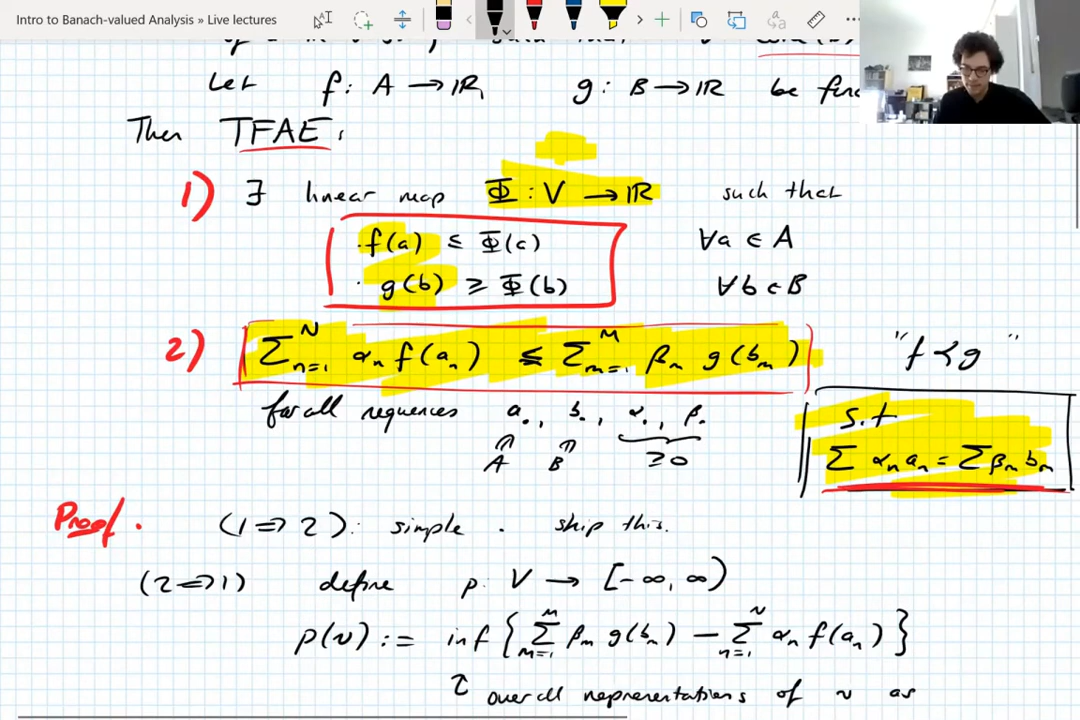 Intro to Banach-valued Analysis » Live lectures
Let f : A → ℝ, g : B → ℝ be
Then TFAE :
1) ∃ linear map Φ : V → ℝ such that
· f(a) ≤ Φ(a) ∀a ∈ A
· g(b) ≥ Φ(b) ∀b ∈ B
2) Σ_{n=1}^N α_n f(a_n) ≤ Σ_{m=1}^M β_m g(b_m) "f ≺ g"
for all sequences a., b., α., β. s.t
A B ≥0 Σ α_n a_n = Σ β_m b_m
Proof. (1 ⇒ 2): simple. skip this.
(2 ⇒ 1) define p: V → [-∞, ∞)
p(v) := inf { Σ_{m=1}^M β_m g(b_m) − Σ_{n=1}^N α_n f(a_n) }
over all representations of v as